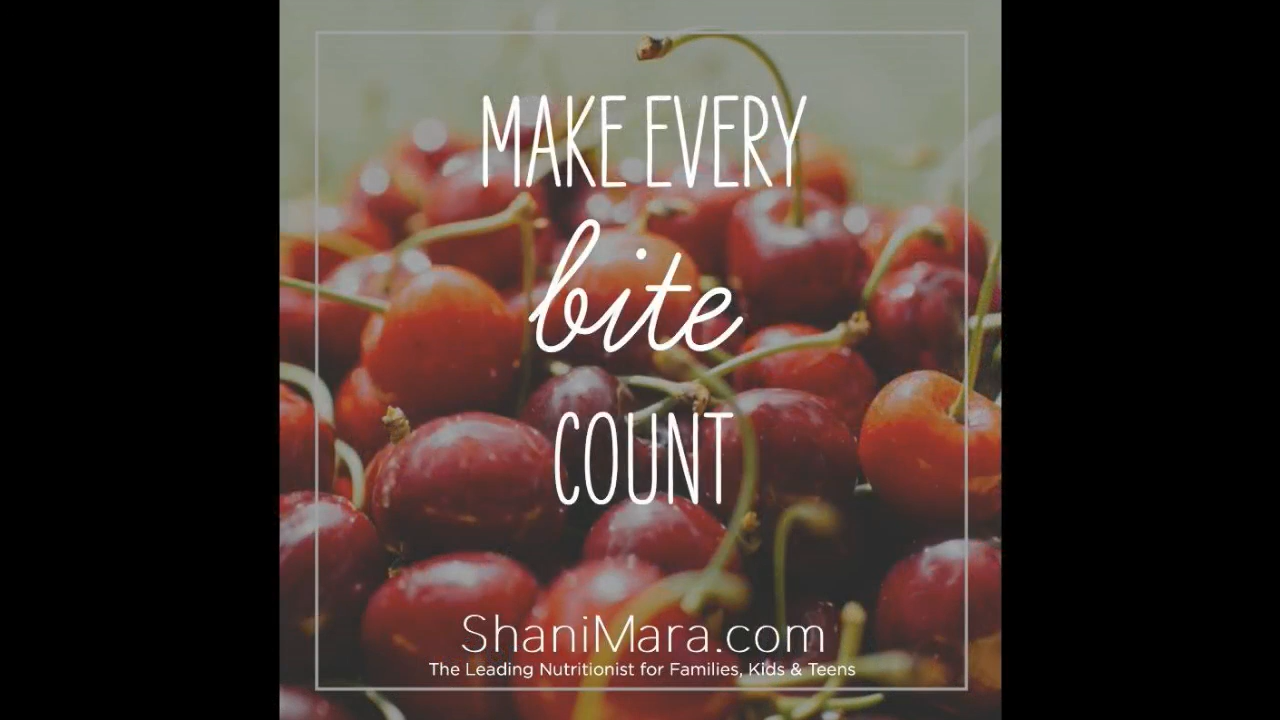 MAKE EVERY
bite
COUNT
ShaniMara.com
The Leading Nutritionist for Families, Kids & Teens